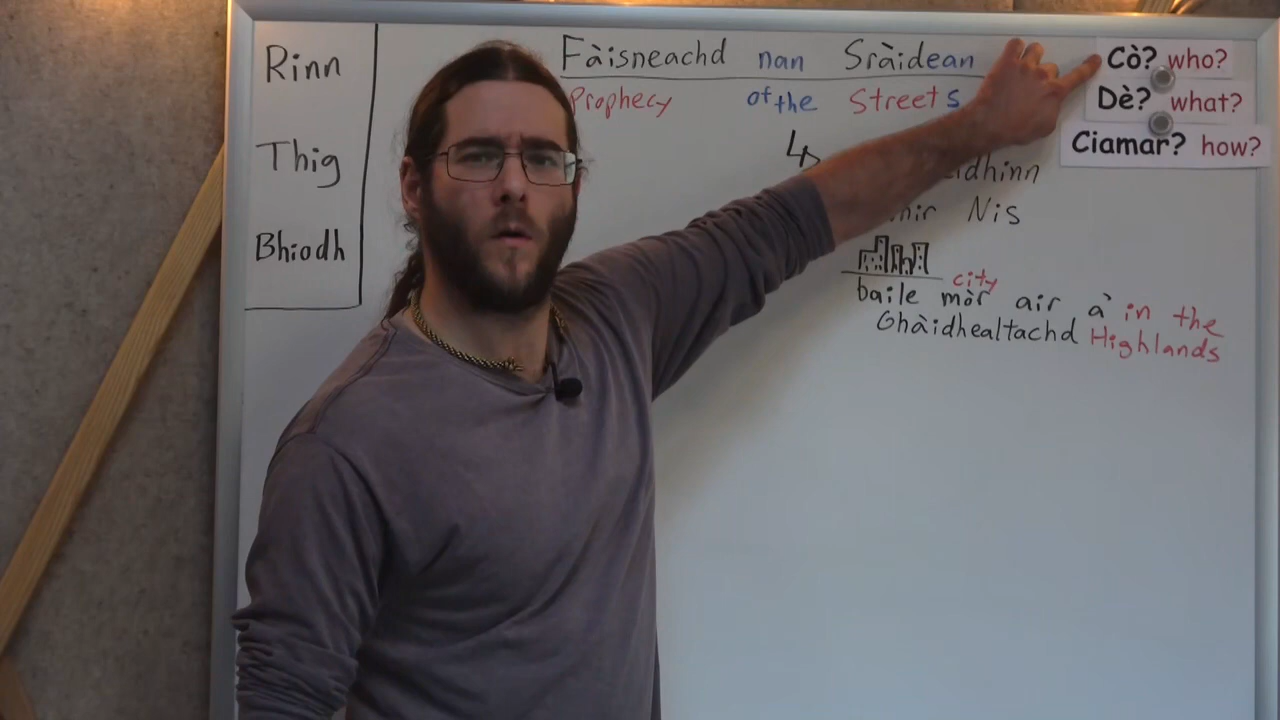 Rinn
Thig
Bhiodh
Fàisneachd nan Sràidean
Prophecy of the Streets
Nis
baile mòr air a'
city
Ghàidhealtachd
in the
Highlands
Cò? who?
Dè? what?
Ciamar? how?